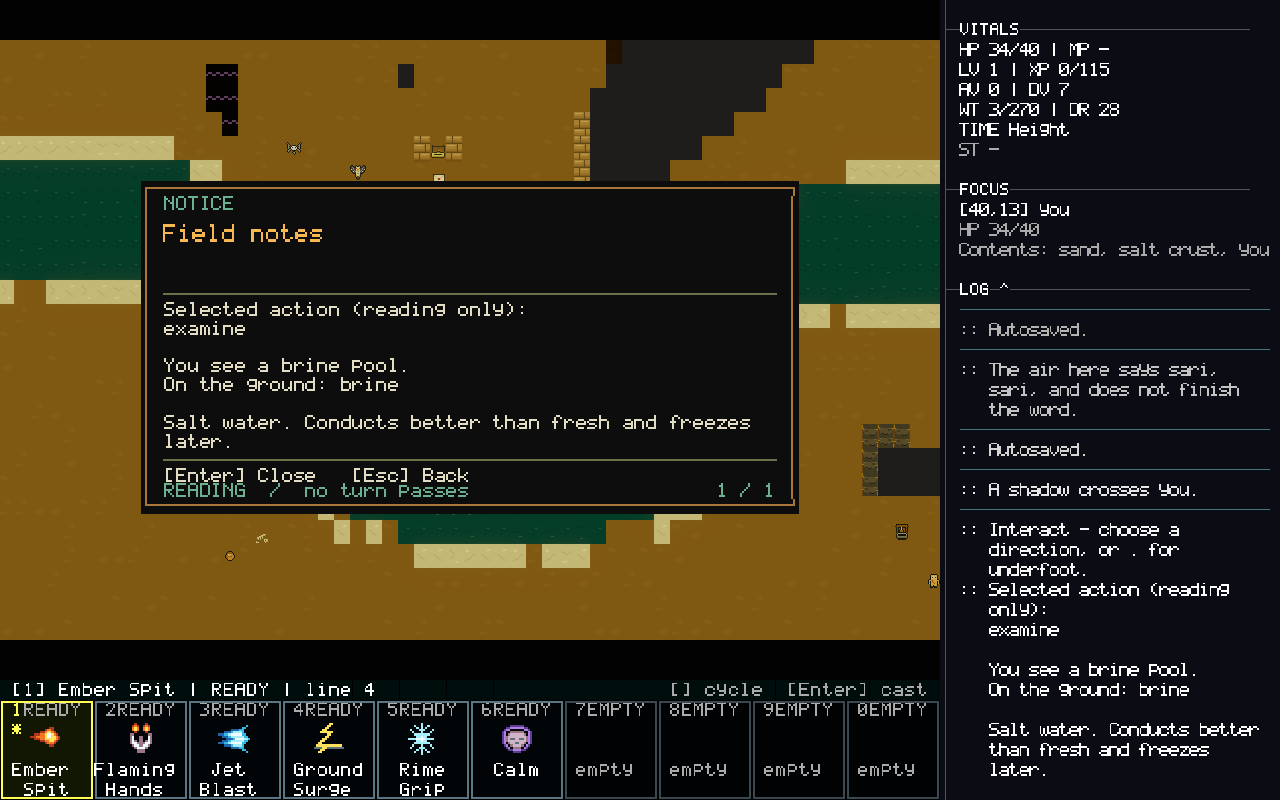 NOTICE
Field notes
Selected action (reading only):
examine
You see a brine Pool.
On the ground: brine
Salt water. Conducts better than fresh and freezes
later.
[Enter] Close [Esc] Back
READING / no turn Passes 1 / 1
VITALS
HP 34/40 | MP -
LV 1 | XP 0/115
AV 0 | DV 7
WT 3/270 | DR 28
TIME Height
ST -
FOCUS
[40,13] You
HP 34/40
Contents: sand, salt crust, You
LOG ^
:: Autosaved.
:: The air here says sari,
sari, and does not finish
the word.
:: Autosaved.
:: A shadow crosses You.
:: Interact - choose a
direction, or . for
underfoot.
:: Selected action (reading
only):
examine
You see a brine Pool.
On the ground: brine
Salt water. Conducts better
than fresh and freezes
later.
[1] Ember SPit | READY | line 4 [] cycle [Enter] cast
1READY 2READY 3READY 4READY 5READY 6READY 7EMPTY 8EMPTY 9EMPTY 0EMPTY
*
Ember Flaming Jet Ground Rime Calm emPty emPty emPty emPty
SPit Hands Blast Surge GriP